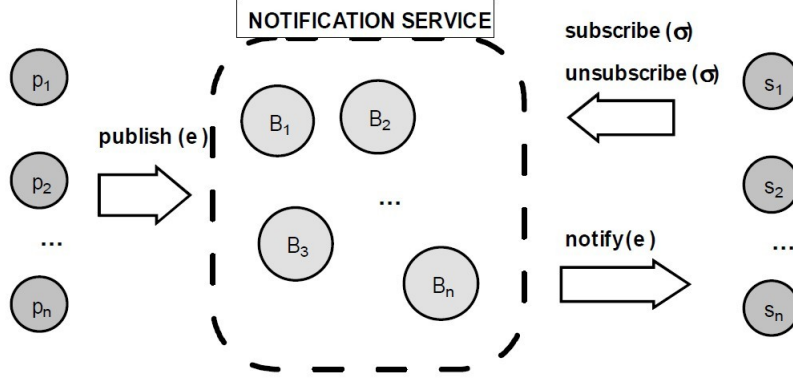 NOTIFICATION SERVICE
subscribe (σ)
unsubscribe (σ)
p1
s1
B1
B2
publish (e)
p2
s2
...
...
...
B3
notify (e)
Bn
pn
sn